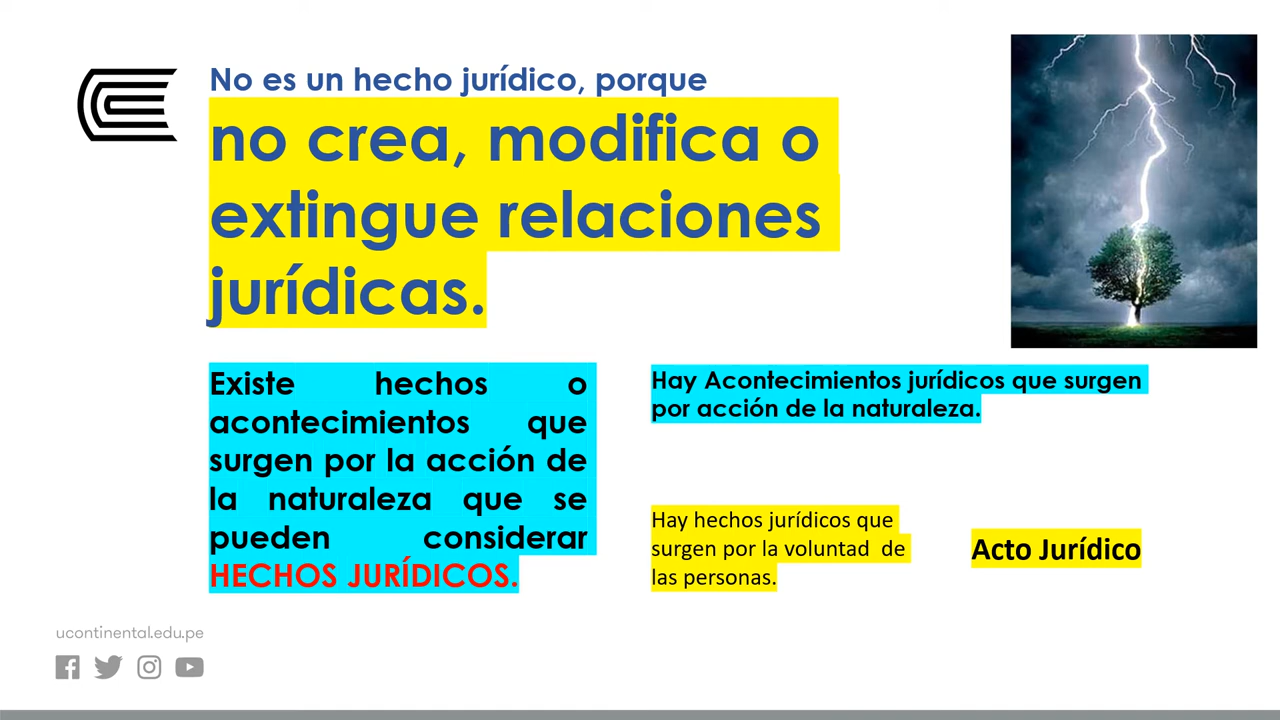 No es un hecho jurídico, porque
no crea, modifica o
extingue relaciones
jurídicas.
Existe hechos o
acontecimientos que
surgen por la acción de
la naturaleza que se
pueden considerar
HECHOS JURÍDICOS.
Hay Acontecimientos jurídicos que surgen
por acción de la naturaleza.
Hay hechos jurídicos que
surgen por la voluntad de
las personas.
Acto Jurídico
ucontinental.edu.pe